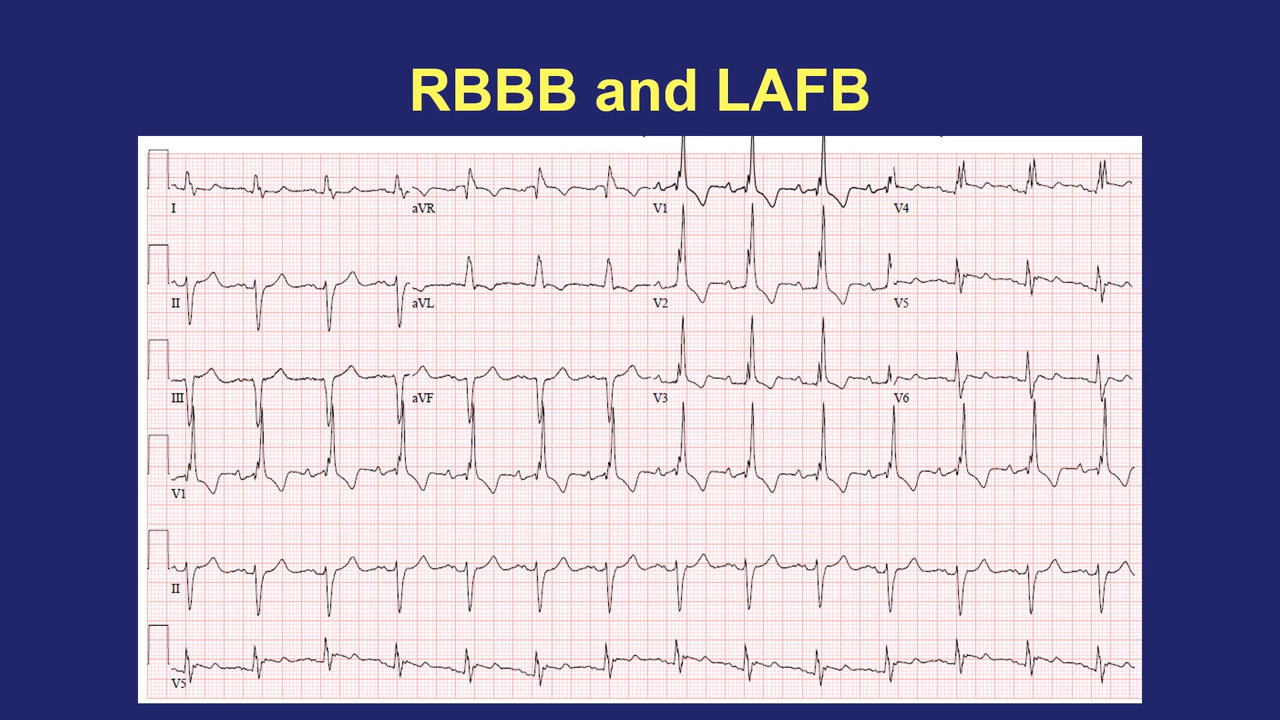 RBBB and LAFB
I aVR V1 V4
II aVL V2 V5
III aVF V3 V6
V1
II
V5